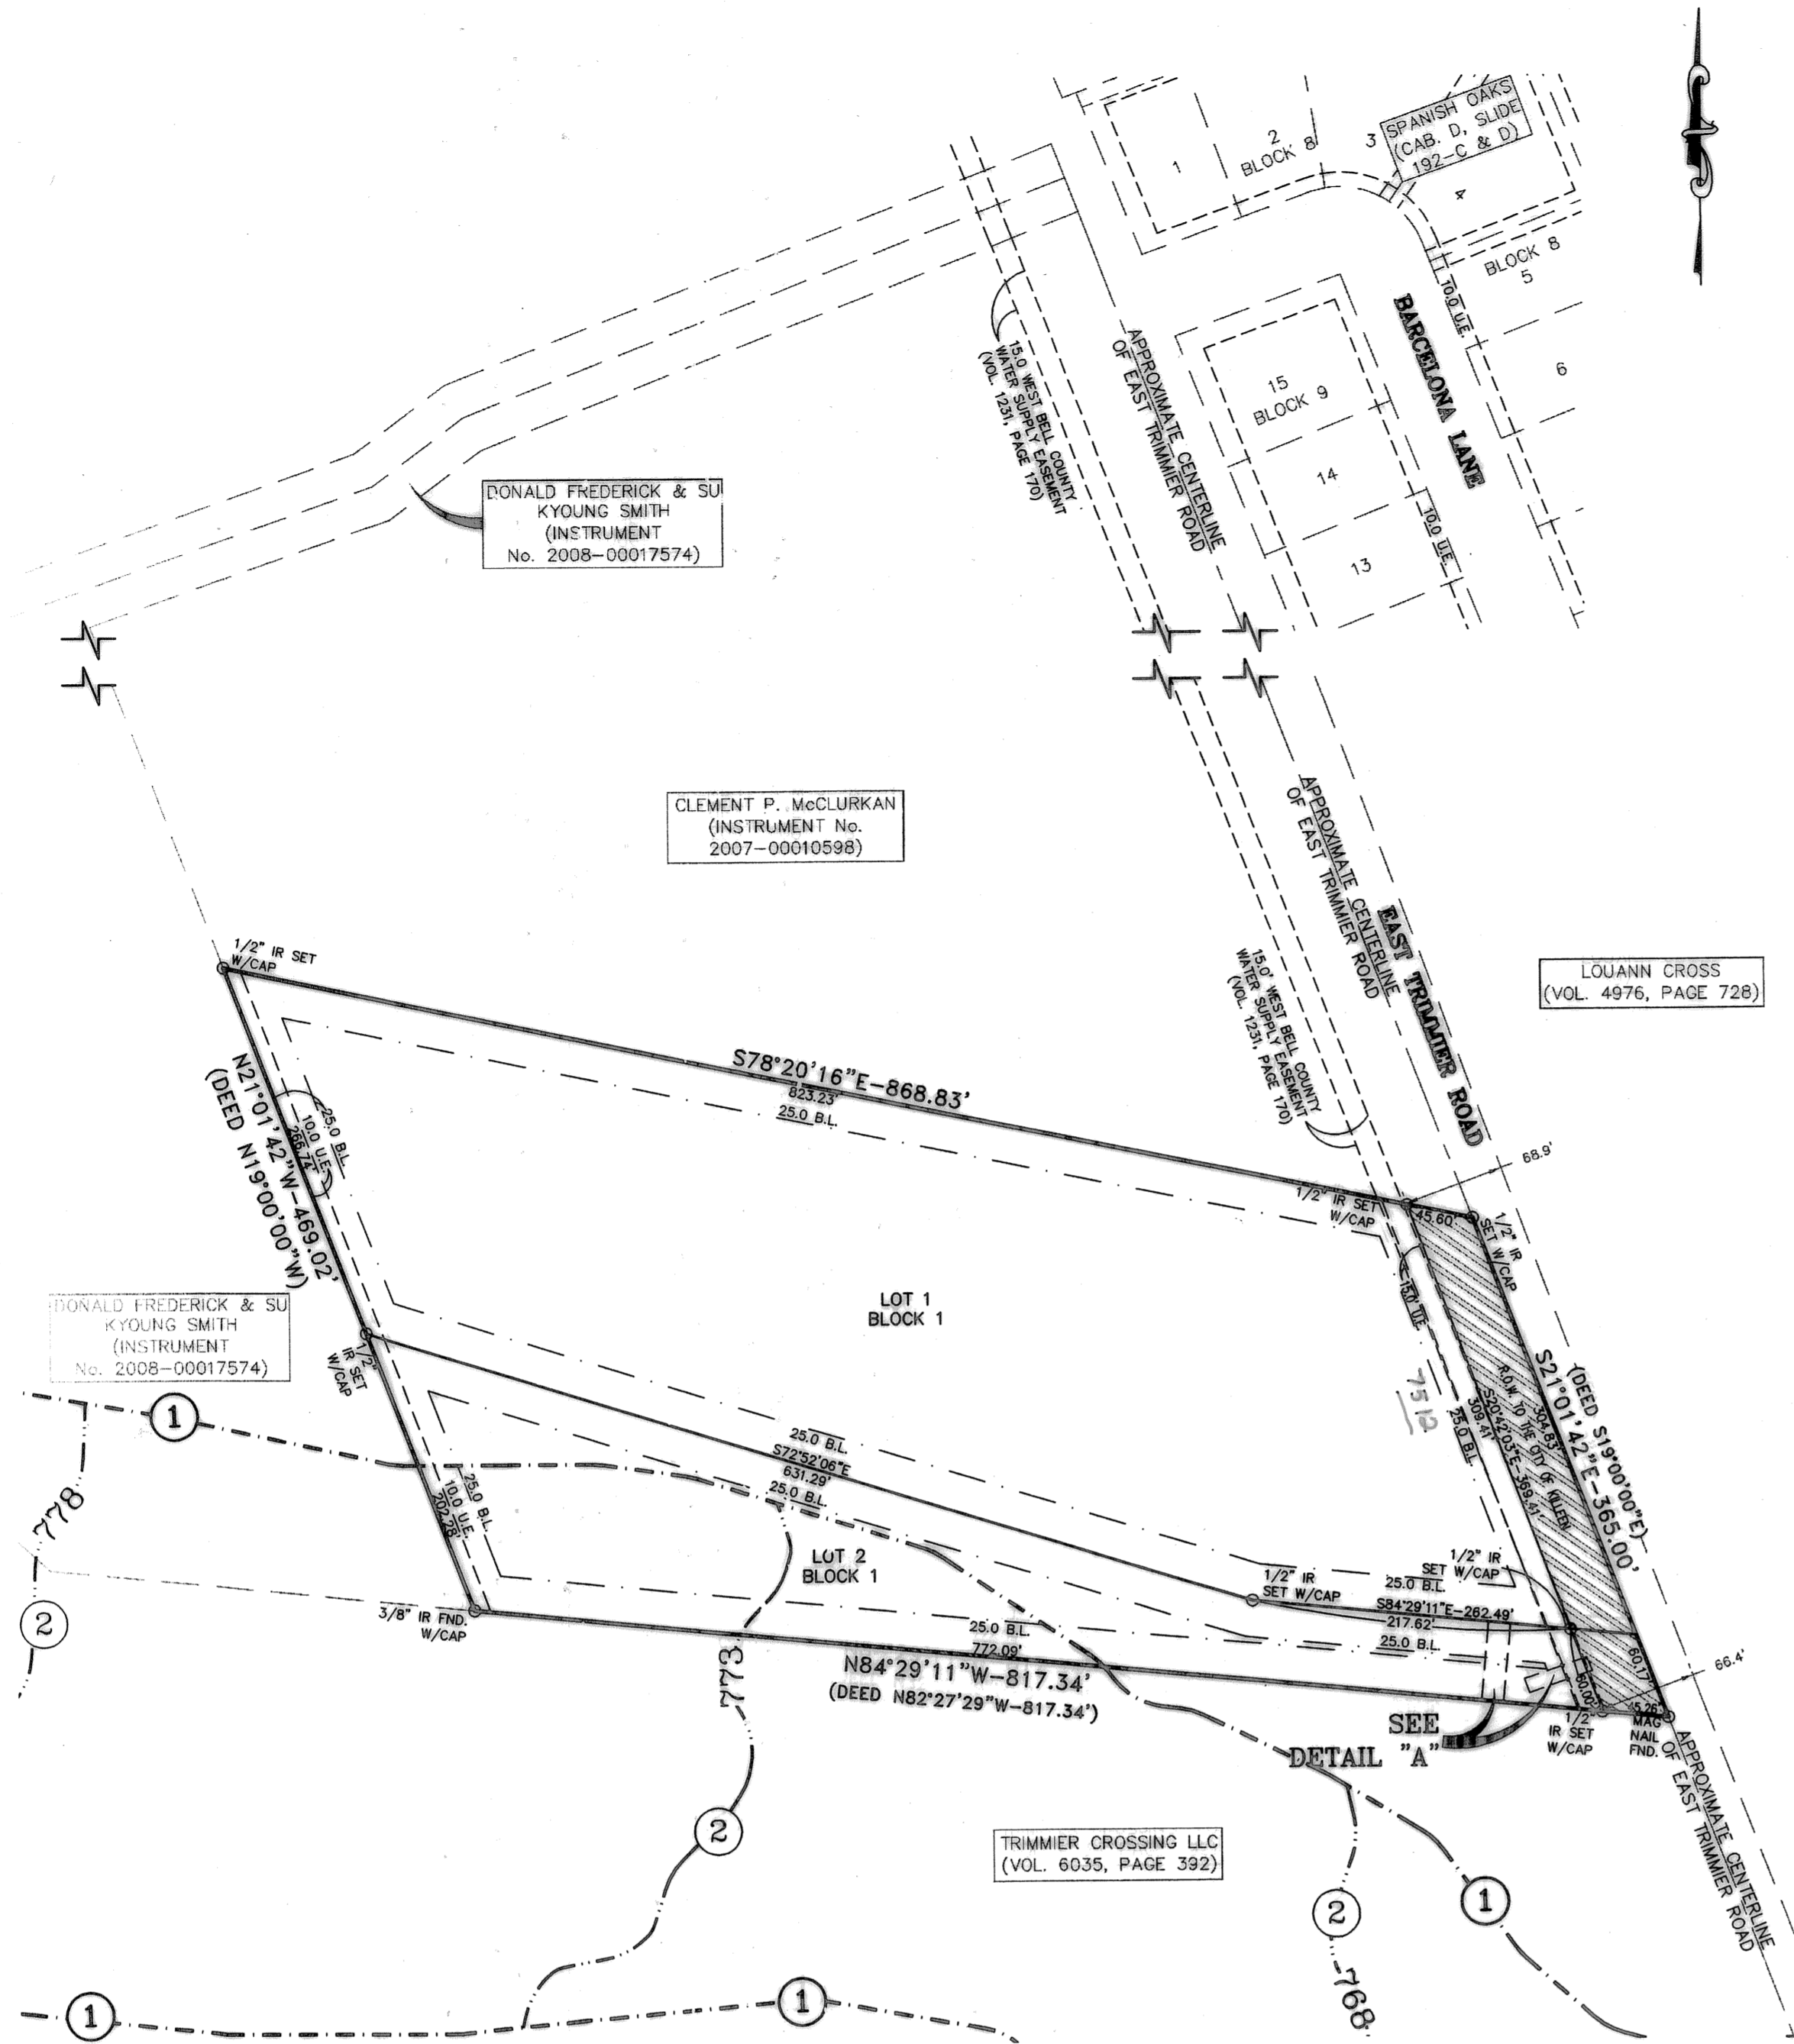 SPANISH OAKS
(CAB. D, SLIDE
192-C & D)
1
2
BLOCK 8
3
4
BLOCK 8
5
6
10.0 U.E.
BARCELONA LANE
15
BLOCK 9
14
13
10.0 U.E.
APPROXIMATE CENTERLINE
OF EAST TRIMMIER ROAD
15.0 WEST BELL COUNTY
WATER SUPPLY EASEMENT
(VOL. 1231, PAGE 170)
DONALD FREDERICK & SU
KYOUNG SMITH
(INSTRUMENT
No. 2008-00017574)
CLEMENT P. McCLURKAN
(INSTRUMENT No.
2007-00010598)
APPROXIMATE CENTERLINE
OF EAST TRIMMIER ROAD
EAST TRIMMIER ROAD
15.0' WEST BELL COUNTY
WATER SUPPLY EASEMENT
(VOL. 1231, PAGE 170)
LOUANN CROSS
(VOL. 4976, PAGE 728)
1/2" IR SET
W/CAP
S78°20'16"E-868.83'
823.23'
25.0 B.L.
N21°01'42"W-469.02'
(DEED N19°00'00"W)
25.0 B.L.
10.0 U.E.
266.74'
68.9'
1/2" IR SET
W/CAP
45.60'
1/2" IR
SET W/CAP
15.0' U.E.
LOT 1
BLOCK 1
DONALD FREDERICK & SU
KYOUNG SMITH
(INSTRUMENT
No. 2008-00017574)
1/2"
IR SET
W/CAP
7512
25.0 B.L.
309.41'
S20°42'03"E-369.41'
R.O.W. TO THE CITY OF KILLEEN
304.83'
S21°01'42"E-365.00'
(DEED S19°00'00"E)
1
778
2
25.0 B.L.
S72°52'06"E
631.29'
25.0 B.L.
25.0 B.L.
10.0 U.E.
202.28'
LOT 2
BLOCK 1
1/2" IR
SET W/CAP
1/2" IR
SET W/CAP
25.0 B.L.
S84°29'11"E-262.49'
217.62'
25.0 B.L.
3/8" IR FND.
W/CAP
25.0 B.L.
772.09'
N84°29'11"W-817.34'
(DEED N82°27'29"W-817.34')
773
60.17'
60.00'
66.4'
45.26'
1/2
IR SET
W/CAP
MAG
NAIL
FND.
SEE
DETAIL "A"
APPROXIMATE CENTERLINE
OF EAST TRIMMIER ROAD
2
TRIMMIER CROSSING LLC
(VOL. 6035, PAGE 392)
2
1
768
1
1